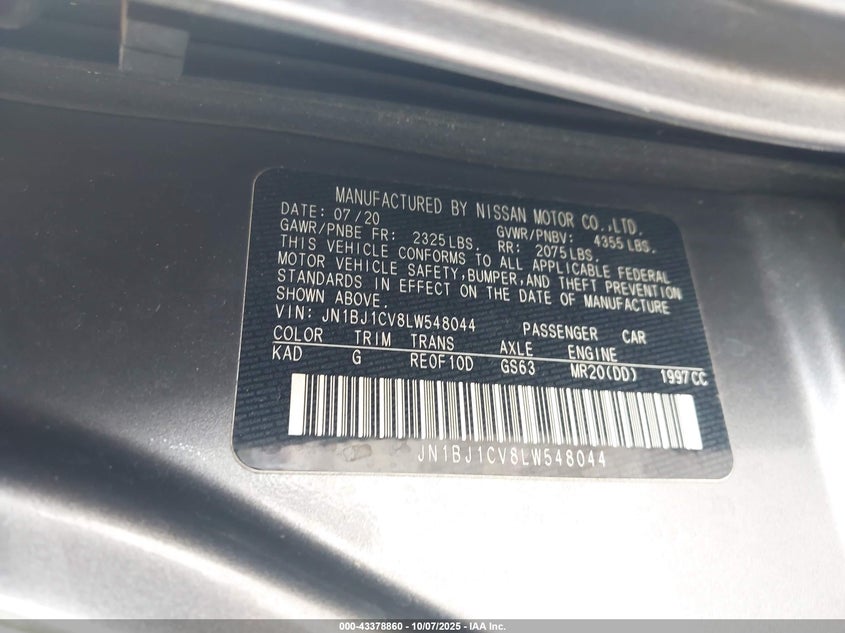 MANUFACTURED BY NISSAN MOTOR CO.,LTD.
DATE: 07/20
GAWR/PNBE FR: 2325LBS. GVWR/PNBV: 4355LBS.
RR: 2075LBS.
THIS VEHICLE CONFORMS TO ALL APPLICABLE FEDERAL
MOTOR VEHICLE SAFETY,BUMPER,AND THEFT PREVENTION
STANDARDS IN EFFECT ON THE DATE OF MANUFACTURE
SHOWN ABOVE.
VIN: JN1BJ1CV8LW548044 PASSENGER CAR
COLOR TRIM TRANS AXLE ENGINE
KAD G RE0F10D GS63 MR20(DD) 1997CC
JN1BJ1CV8LW548044
000-43378860 - 10/07/2025 - IAA Inc.